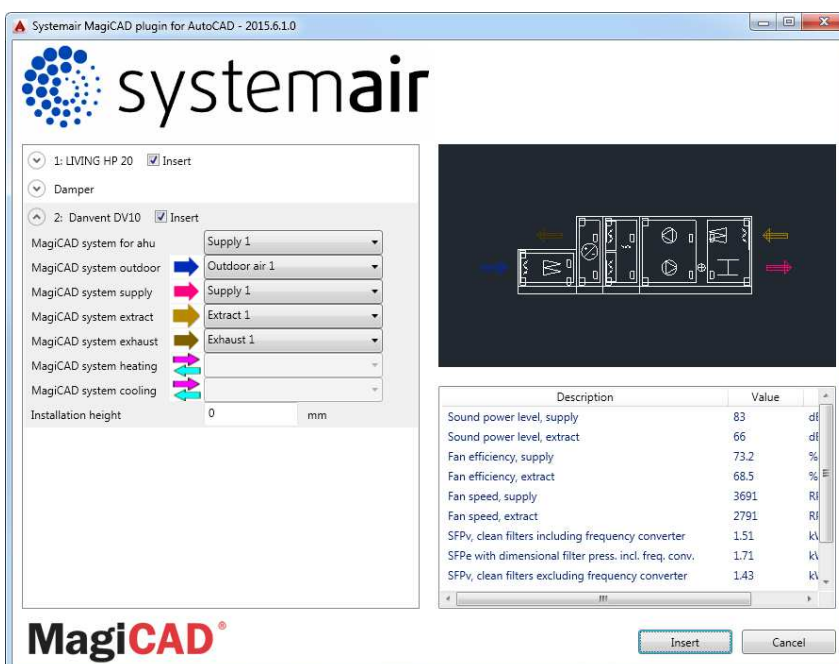 Systemair MagiCAD plugin for AutoCAD - 2015.6.1.0
systemair
1: LIVING HP 20 Insert
Damper
2: Danvent DV10 Insert
MagiCAD system for ahu Supply 1
MagiCAD system outdoor Outdoor air 1
MagiCAD system supply Supply 1
MagiCAD system extract Extract 1
MagiCAD system exhaust Exhaust 1
MagiCAD system heating
MagiCAD system cooling
Installation height 0 mm
Description Value
Sound power level, supply 83
Sound power level, extract 66
Fan efficiency, supply 73.2 %
Fan efficiency, extract 68.5 %
Fan speed, supply 3691
Fan speed, extract 2791
SFPv, clean filters including frequency converter 1.51
SFPe with dimensional filter press. incl. freq. conv. 1.71
SFPv, clean filters excluding frequency converter 1.43
MagiCAD®
Insert Cancel